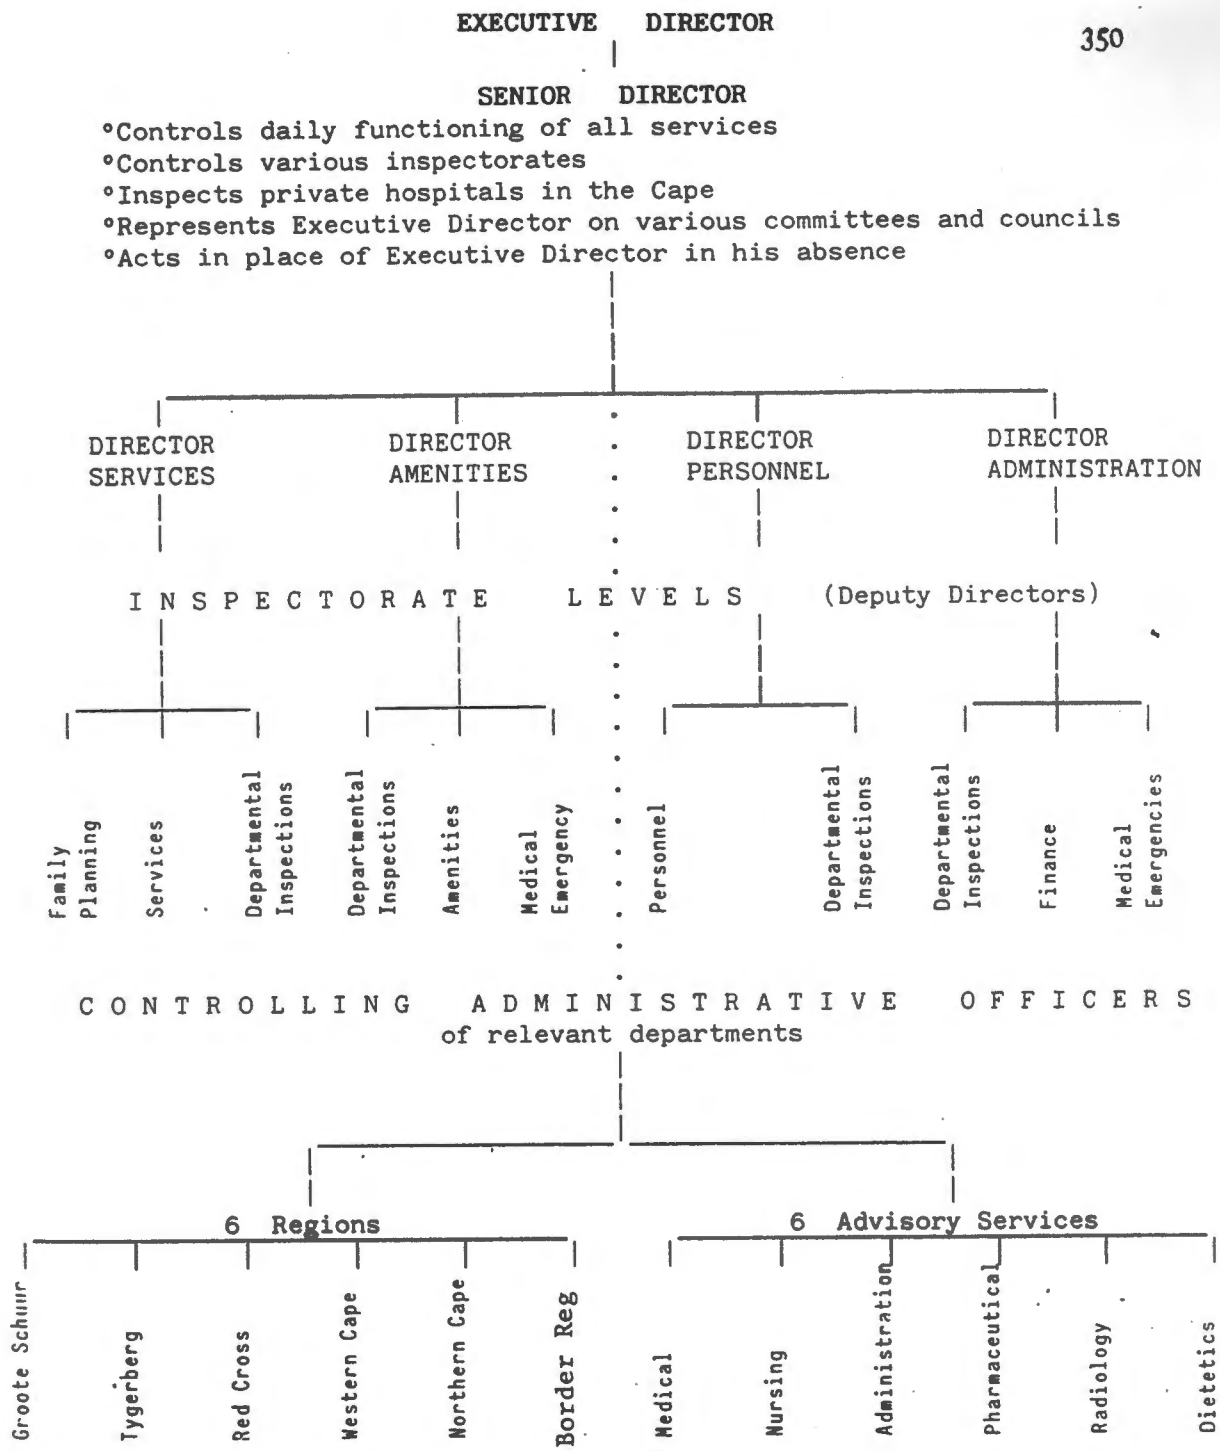 350
EXECUTIVE DIRECTOR
SENIOR DIRECTOR
°Controls daily functioning of all services
°Controls various inspectorates
°Inspects private hospitals in the Cape
°Represents Executive Director on various committees and councils
°Acts in place of Executive Director in his absence
DIRECTOR
SERVICES
DIRECTOR
AMENITIES
DIRECTOR
PERSONNEL
DIRECTOR
ADMINISTRATION
INSPECTORATE LEVELS (Deputy Directors)
Family
Planning
Services
Departmental
Inspections
Departmental
Inspections
Amenities
Medical
Emergency
Personnel
Departmental
Inspections
Departmental
Inspections
Finance
Medical
Emergencies
CONTROLLING ADMINISTRATIVE OFFICERS
of relevant departments
6 Regions
Groote Schuur
Tygerberg
Red Cross
Western Cape
Northern Cape
Border Reg
6 Advisory Services
Medical
Nursing
Administration
Pharmaceutical
Radiology
Dietetics